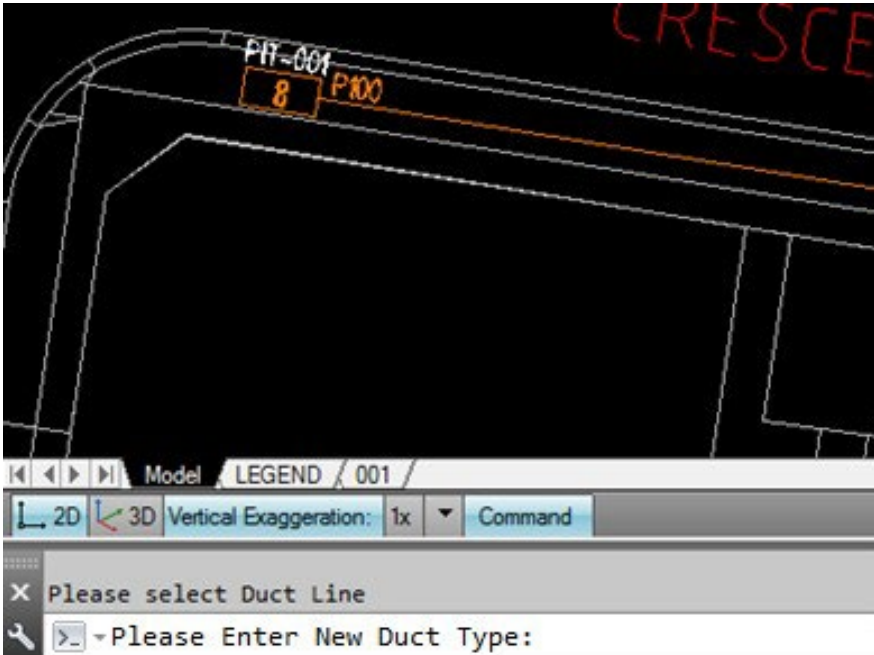 CRESCE
PIT-001
8
P100
Model
LEGEND
001
2D
3D
Vertical Exaggeration:
1x
Command
Please select Duct Line
Please Enter New Duct Type: